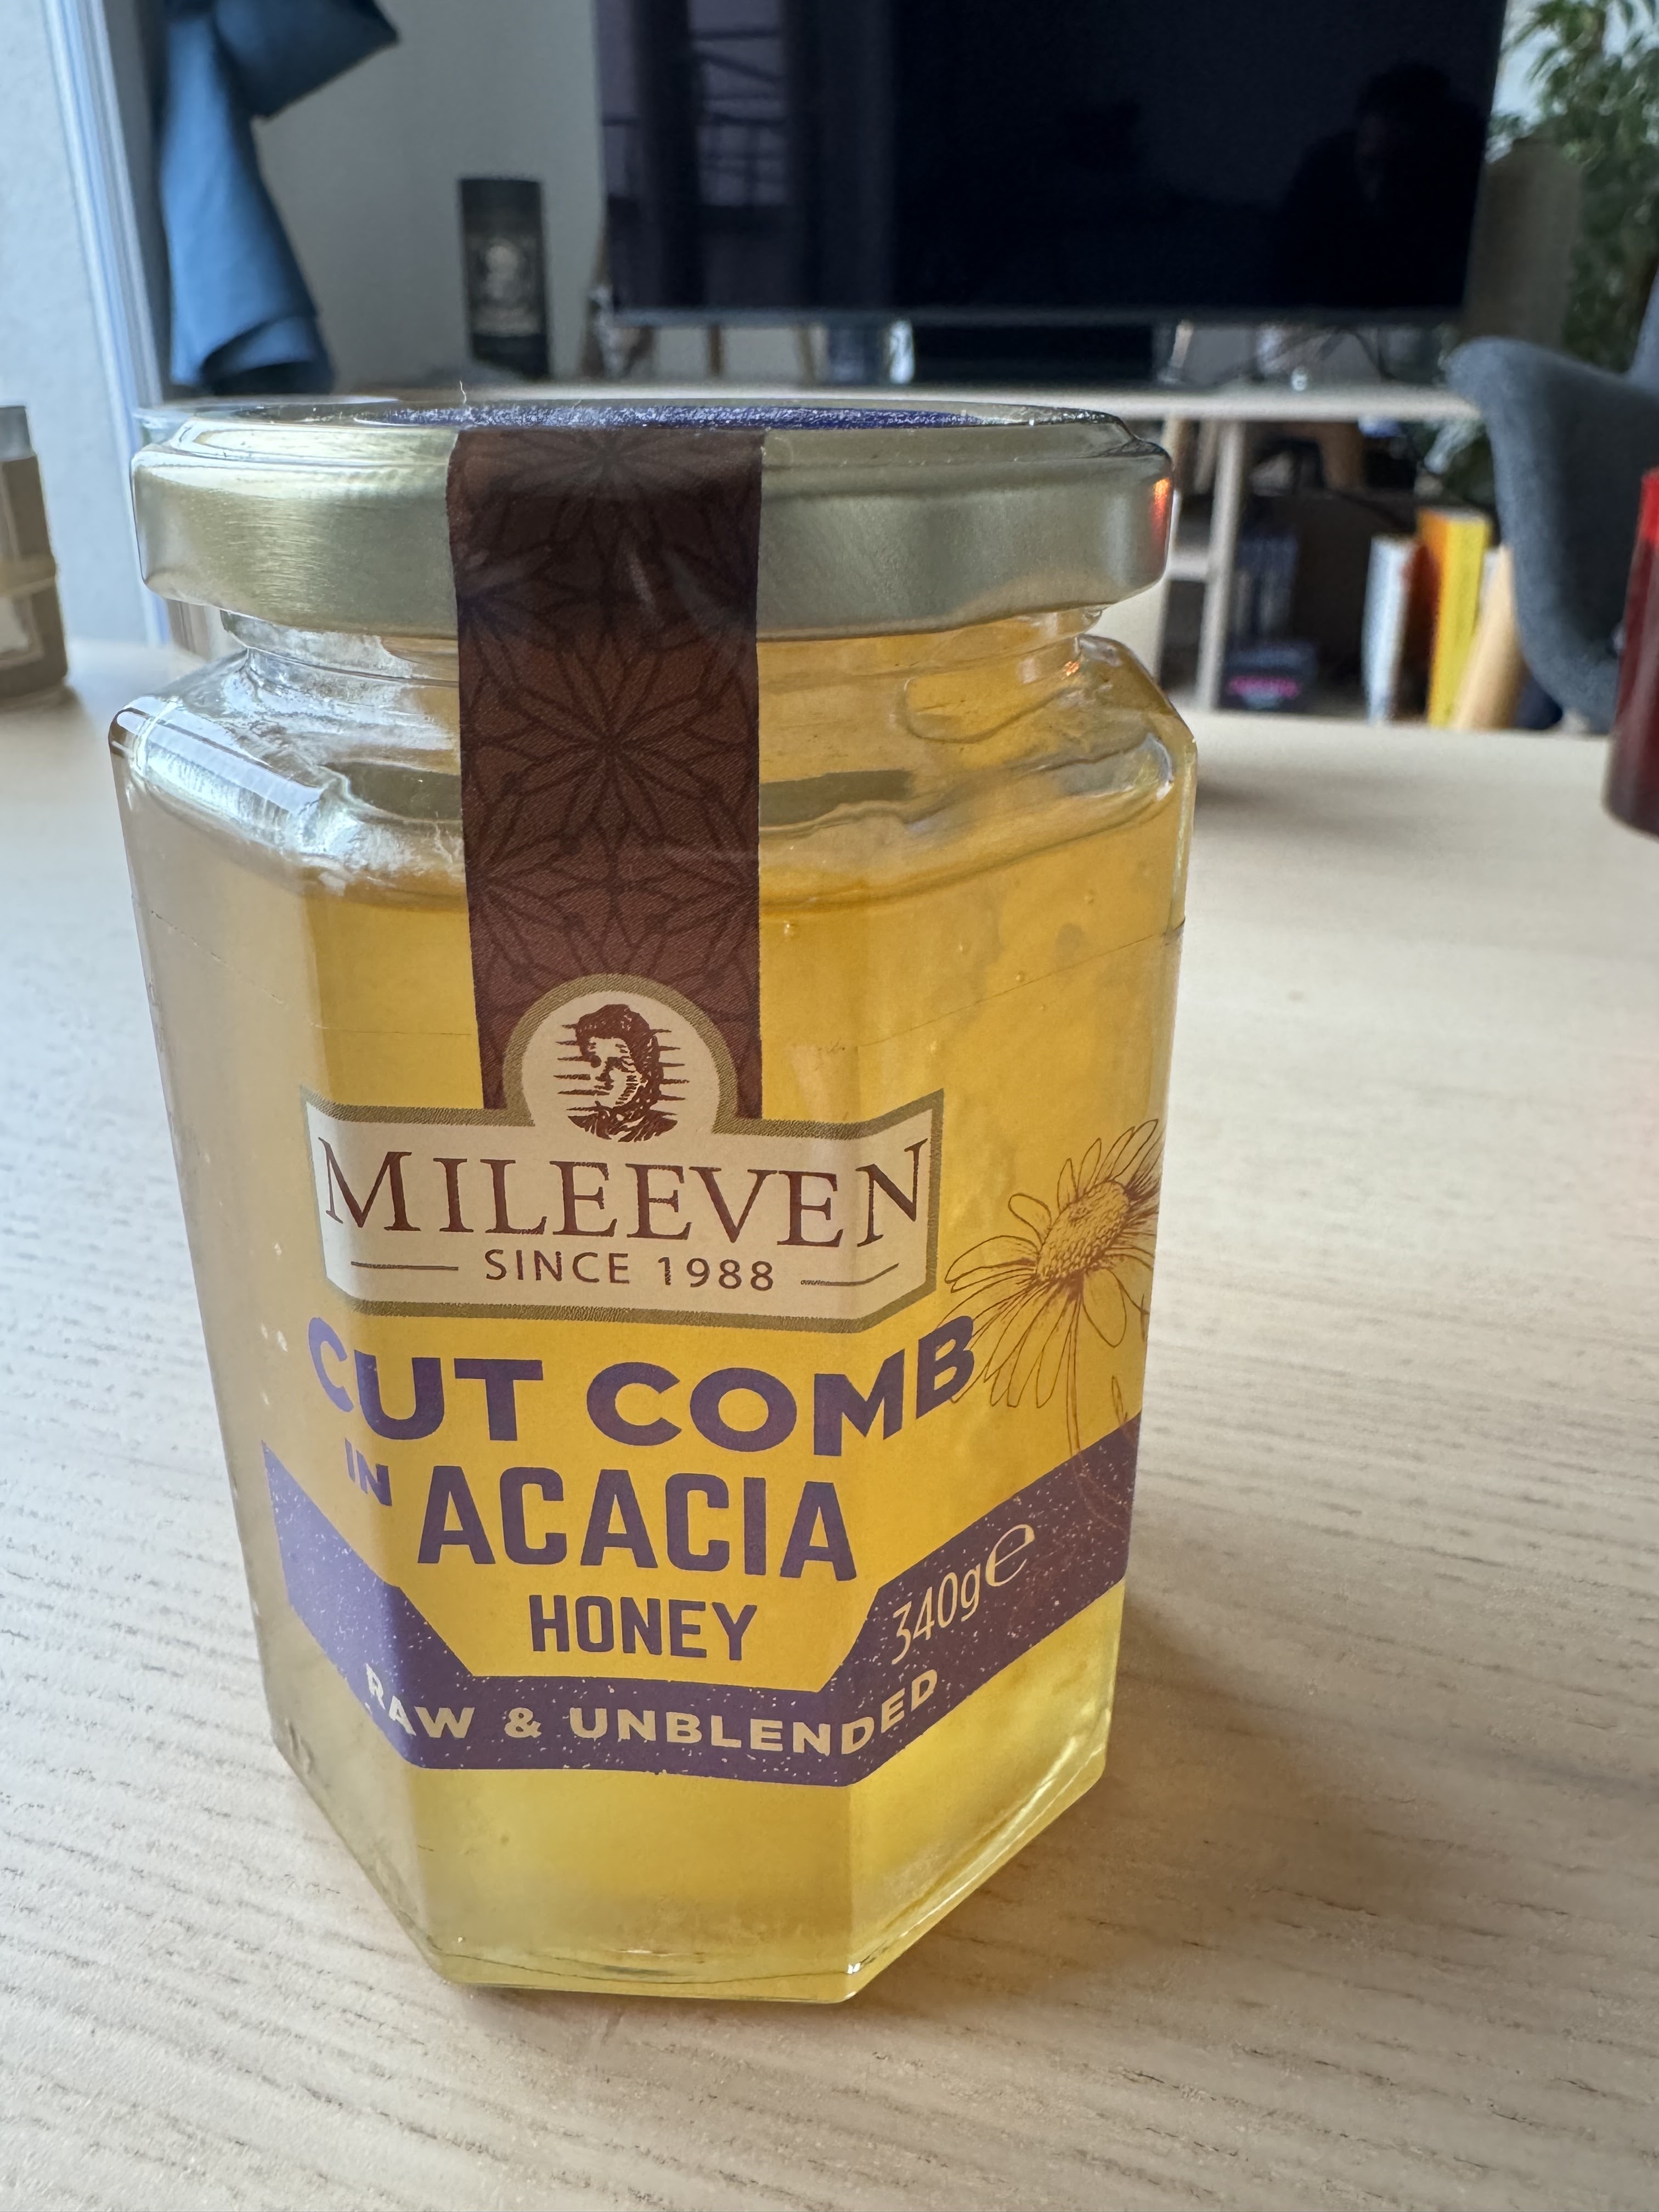 MILEEVEN
SINCE 1988
CUT COMB
IN ACACIA
HONEY
340g℮
RAW & UNBLENDED